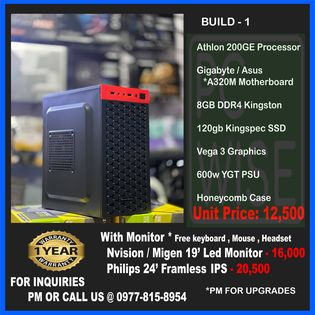 BUILD - 1
Athlon 200GE Processor
Gigabyte / Asus
*A320M Motherboard
8GB DDR4 Kingston
120gb Kingspec SSD
Vega 3 Graphics
600w YGT PSU
Honeycomb Case
Unit Price: 12,500
WARRANTY
1 YEAR
WARRANTY
With Monitor * Free keyboard , Mouse , Headset
Nvision / Migen 19' Led Monitor - 16,000
Philips 24' Framless IPS - 20,500
FOR INQUIRIES
PM OR CALL US @ 0977-815-8954
*PM FOR UPGRADES